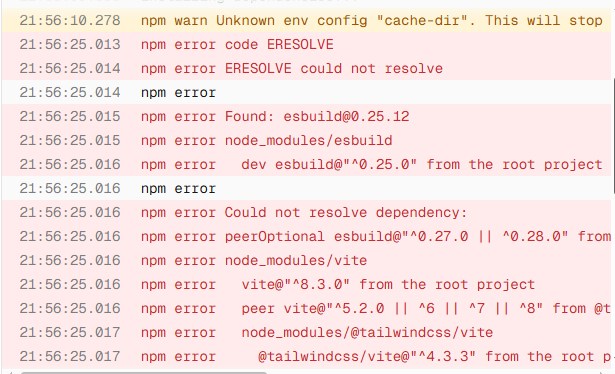 21:56:10.278 npm warn Unknown env config "cache-dir". This will stop
21:56:25.013 npm error code ERESOLVE
21:56:25.014 npm error ERESOLVE could not resolve
21:56:25.014 npm error
21:56:25.015 npm error Found: esbuild@0.25.12
21:56:25.015 npm error node_modules/esbuild
21:56:25.016 npm error   dev esbuild@"^0.25.0" from the root project
21:56:25.016 npm error
21:56:25.016 npm error Could not resolve dependency:
21:56:25.016 npm error peerOptional esbuild@"^0.27.0 || ^0.28.0" from
21:56:25.016 npm error node_modules/vite
21:56:25.016 npm error   vite@"^8.3.0" from the root project
21:56:25.016 npm error   peer vite@"^5.2.0 || ^6 || ^7 || ^8" from @t
21:56:25.017 npm error   node_modules/@tailwindcss/vite
21:56:25.017 npm error     @tailwindcss/vite@"^4.3.3" from the root p